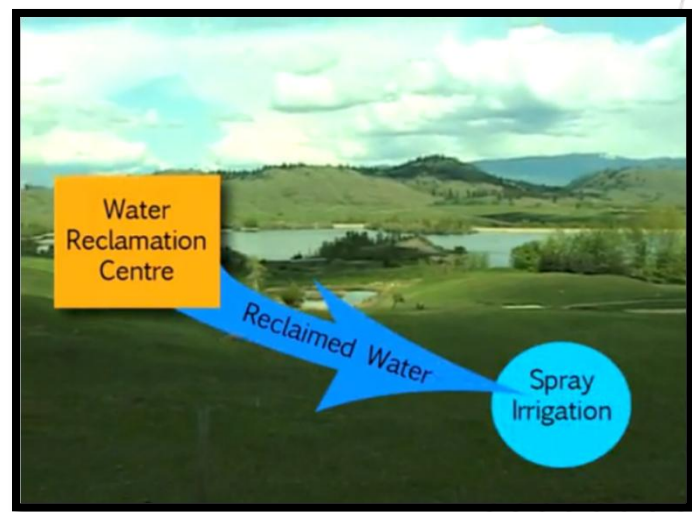 Water
Reclamation
Centre
Reclaimed Water
Spray
Irrigation